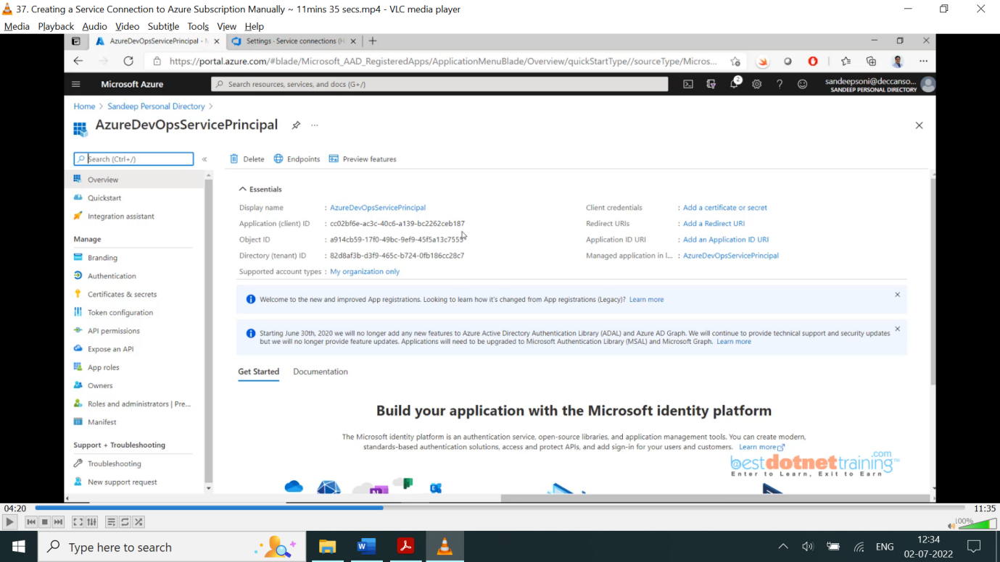 37. Creating a Service Connection to Azure Subscription Manually ~ 11mins 35 secs.mp4 - VLC media player
Media Playback Audio Video Subtitle Tools View Help
AzureDevOpsServicePrincipal - M
Settings - Service connections (H
https://portal.azure.com/#blade/Microsoft_AAD_RegisteredApps/ApplicationMenuBlade/Overview/quickStartType//sourceType/Micros...
Microsoft Azure
Search resources, services, and docs (G+/)
2
sandeepsoni@deccanso...
SANDEEP PERSONAL DIRECTORY
Home > Sandeep Personal Directory >
AzureDevOpsServicePrincipal
Search (Ctrl+/)
Delete Endpoints Preview features
Overview
Quickstart
Integration assistant
Manage
Branding
Authentication
Certificates & secrets
Token configuration
API permissions
Expose an API
App roles
Owners
Roles and administrators | Pre...
Manifest
Support + Troubleshooting
Troubleshooting
New support request
Essentials
Display name : AzureDevOpsServicePrincipal
Application (client) ID : cc02bf6e-ac3c-40c6-a139-bc2262ceb187
Object ID : a914cb59-17f0-49bc-9ef9-45f5a13c7555
Directory (tenant) ID : 82d8af3b-d3f9-465c-b724-0fb186cc28c7
Supported account types : My organization only
Client credentials : Add a certificate or secret
Redirect URIs : Add a Redirect URI
Application ID URI : Add an Application ID URI
Managed application in l... : AzureDevOpsServicePrincipal
Welcome to the new and improved App registrations. Looking to learn how it's changed from App registrations (Legacy)? Learn more
Starting June 30th, 2020 we will no longer add any new features to Azure Active Directory Authentication Library (ADAL) and Azure AD Graph. We will continue to provide technical support and security updates
but we will no longer provide feature updates. Applications will need to be upgraded to Microsoft Authentication Library (MSAL) and Microsoft Graph. Learn more
Get Started Documentation
Build your application with the Microsoft identity platform
The Microsoft identity platform is an authentication service, open-source libraries, and application management tools. You can create modern,
standards-based authentication solutions, access and protect APIs, and add sign-in for your users and customers. Learn more
bestdotnettraining.com
Enter to Learn, Exit to Earn
04:20
11:35
100%
Type here to search
ENG
12:34
02-07-2022